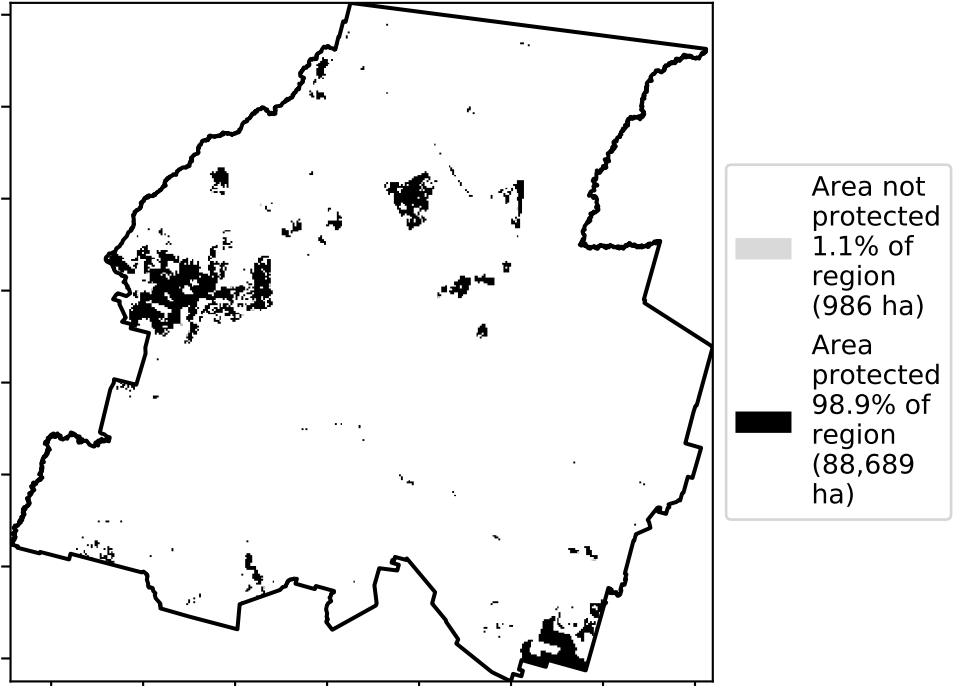 Area not
protected
1.1% of
region
(986 ha)
Area
protected
98.9% of
region
(88,689
ha)